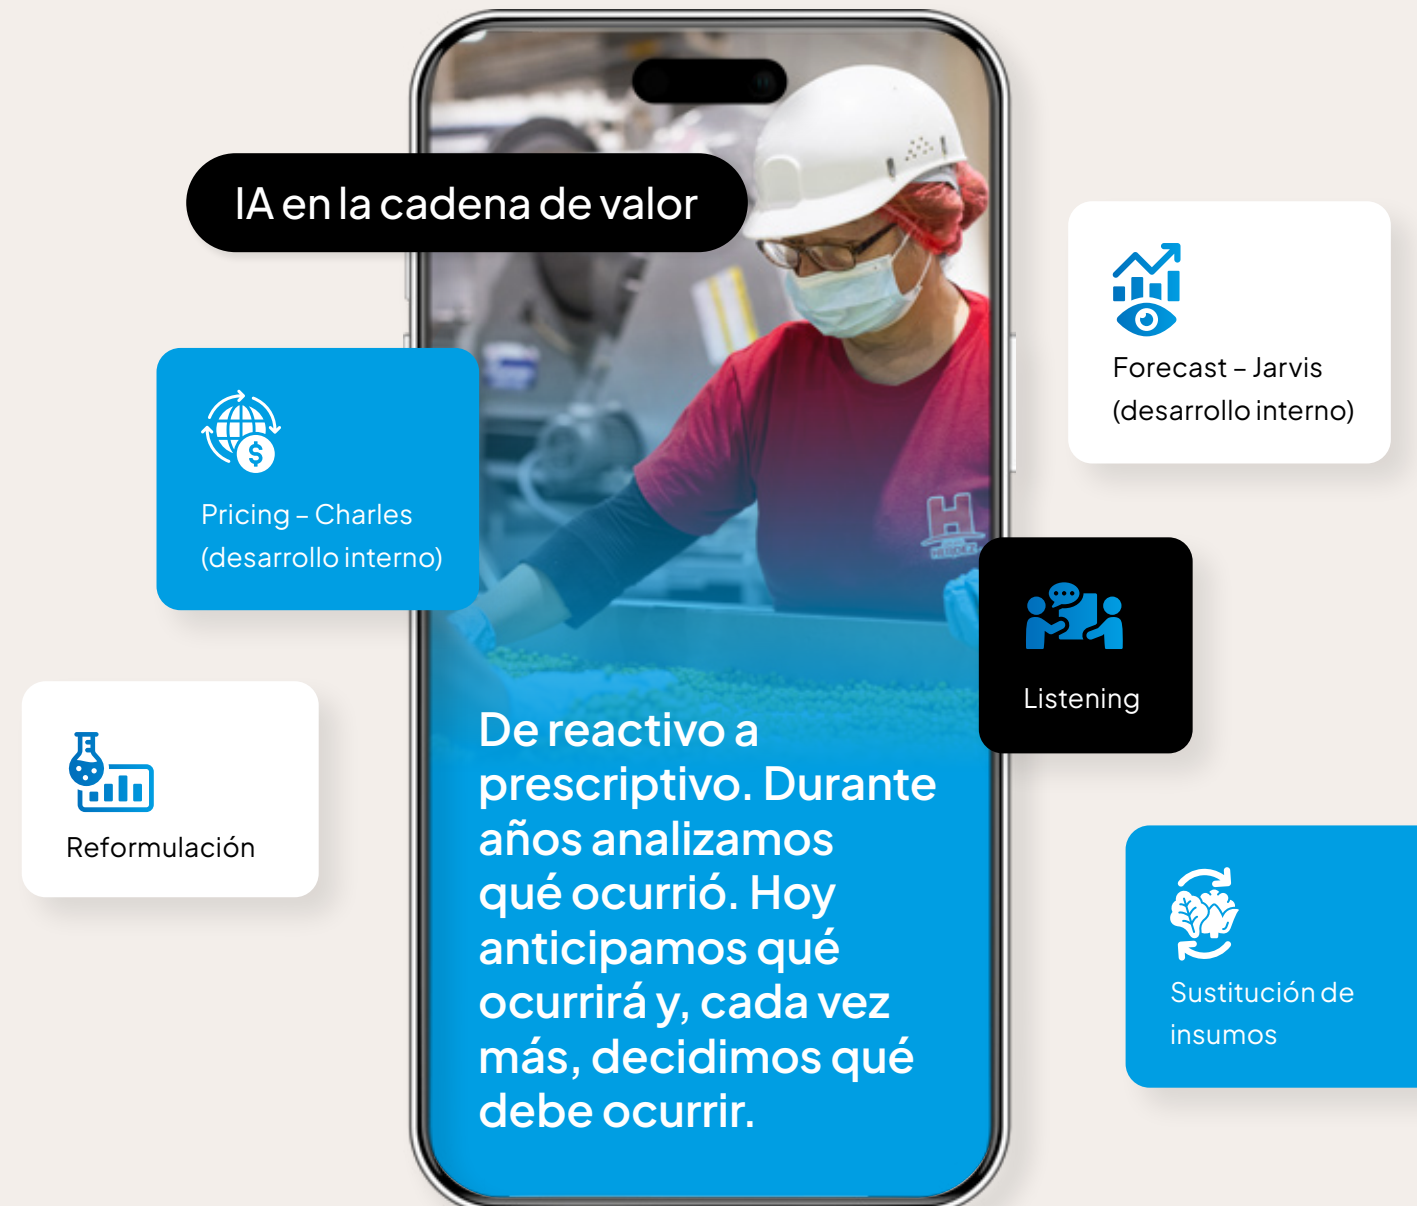 IA en la cadena de valor
Forecast – Jarvis
(desarrollo interno)
$
Pricing – Charles
(desarrollo interno)
H
HERDEZ
Listening
De reactivo a
prescriptivo. Durante
años analizamos
qué ocurrió. Hoy
anticipamos qué
ocurrirá y, cada vez
más, decidimos qué
debe ocurrir.
Reformulación
Sustitución de
insumos